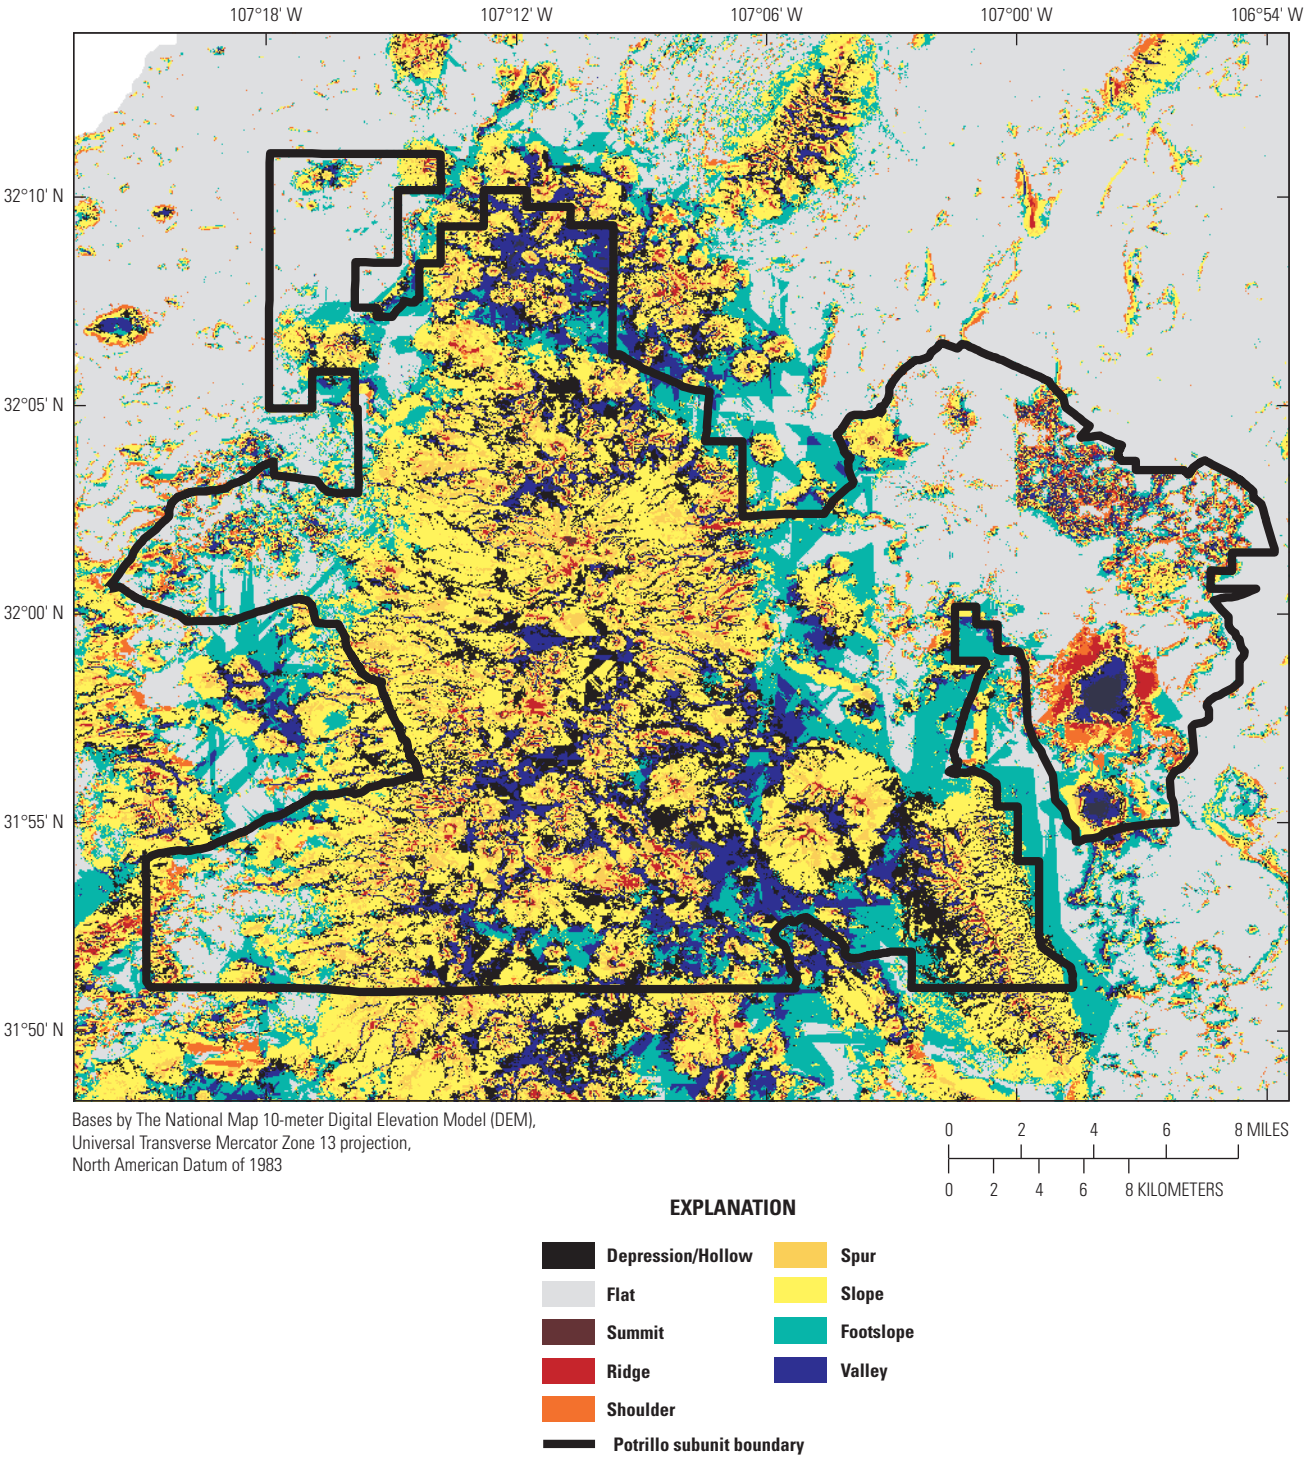 107°18' W 107°12' W 107°06' W 107°00' W 106°54' W
32°10' N
32°05' N
32°00' N
31°55' N
31°50' N
Bases by The National Map 10-meter Digital Elevation Model (DEM),
Universal Transverse Mercator Zone 13 projection,
North American Datum of 1983
0 2 4 6 8 MILES
0 2 4 6 8 KILOMETERS
EXPLANATION
Depression/Hollow
Flat
Summit
Ridge
Shoulder
Spur
Slope
Footslope
Valley
Potrillo subunit boundary